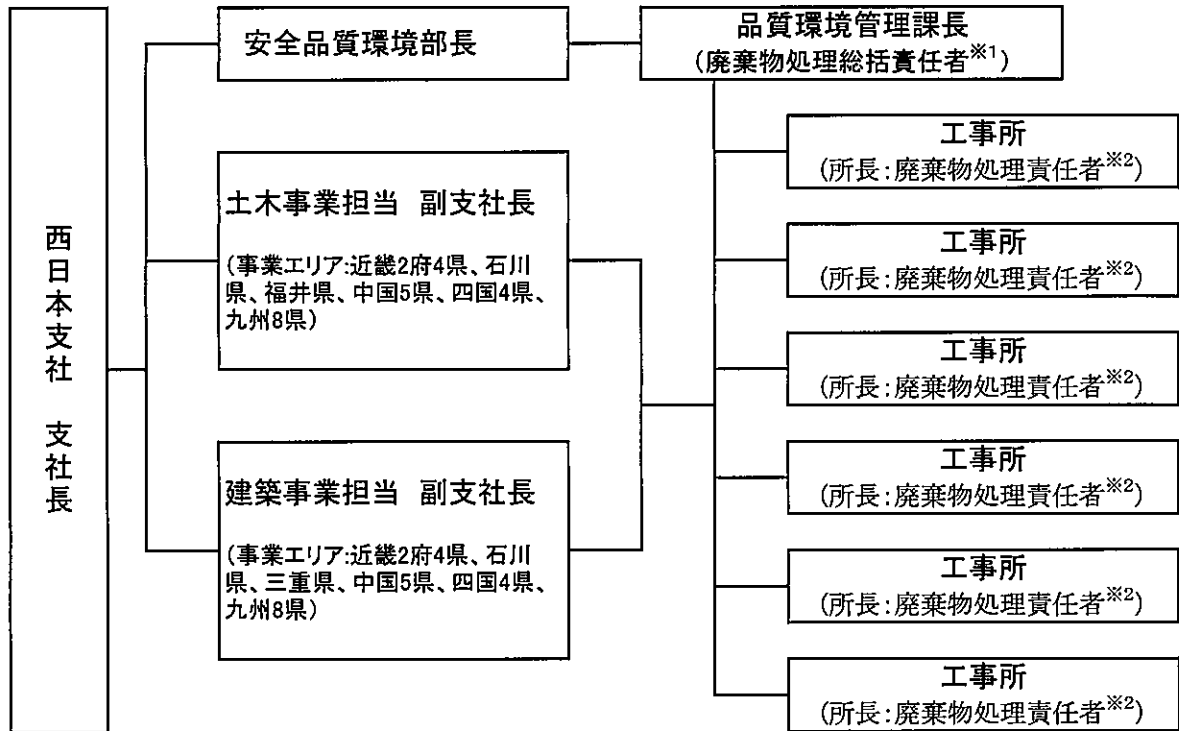 西日本支社 支社長
安全品質環境部長
品質環境管理課長
(廃棄物処理総括責任者※1)
土木事業担当 副支社長
(事業エリア:近畿2府4県、石川
県、福井県、中国5県、四国4県、
九州8県)
建築事業担当 副支社長
(事業エリア:近畿2府4県、石川
県、三重県、中国5県、四国4県、
九州8県)
工事所
(所長:廃棄物処理責任者※2)
工事所
(所長:廃棄物処理責任者※2)
工事所
(所長:廃棄物処理責任者※2)
工事所
(所長:廃棄物処理責任者※2)
工事所
(所長:廃棄物処理責任者※2)
工事所
(所長:廃棄物処理責任者※2)